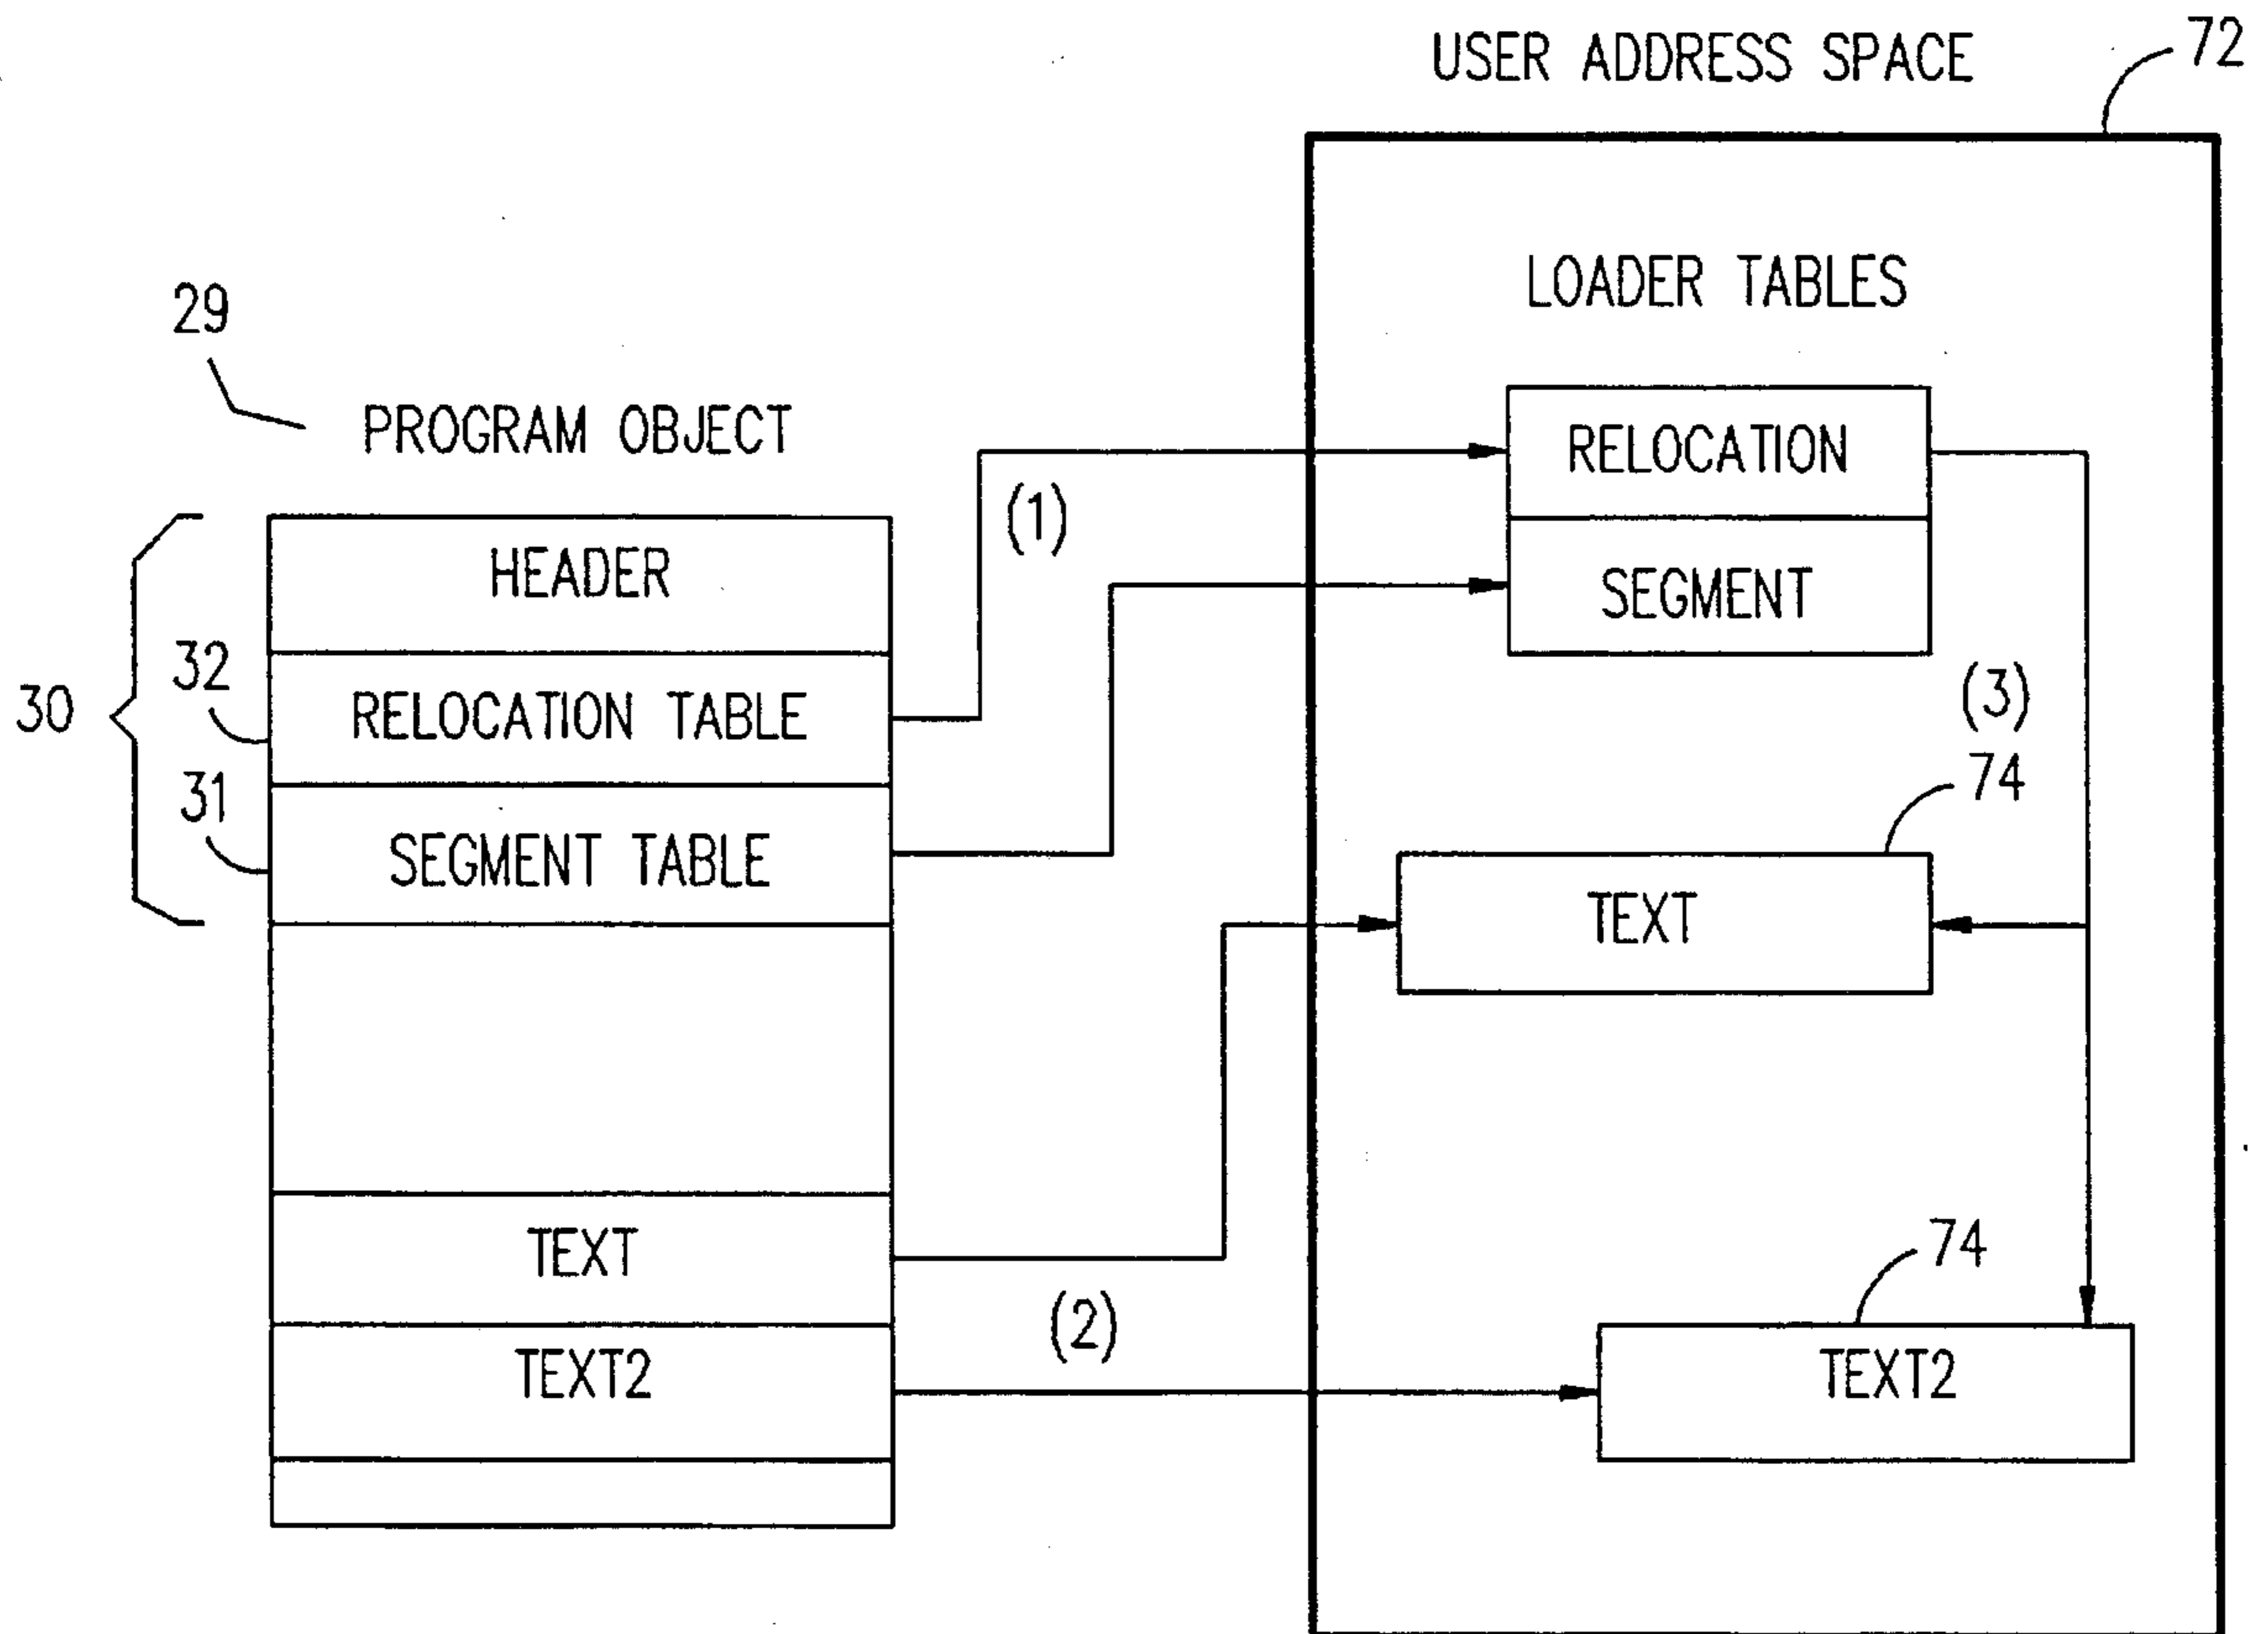 USER ADDRESS SPACE
72
LOADER TABLES
29
PROGRAM OBJECT
RELOCATION
(1)
HEADER
SEGMENT
32
30
RELOCATION TABLE
(3)
31
74
SEGMENT TABLE
TEXT
TEXT
74
(2)
TEXT2
TEXT2